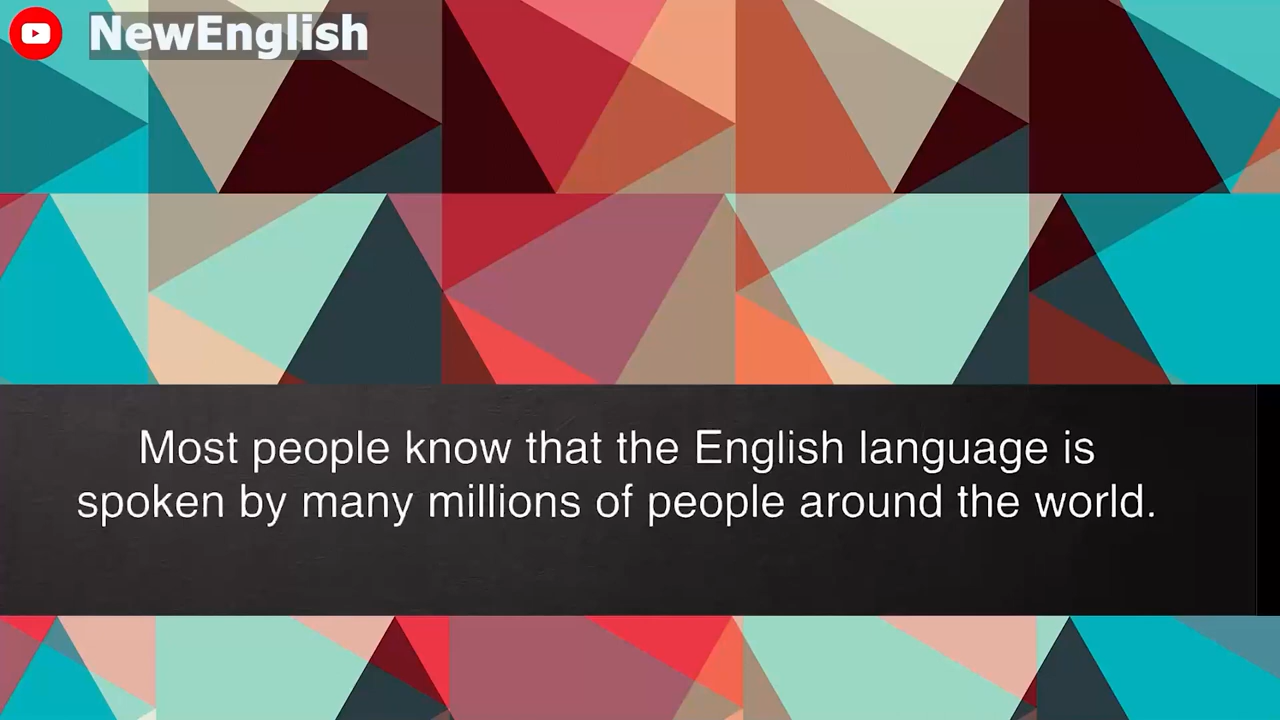 NewEnglish
Most people know that the English language is
spoken by many millions of people around the world.